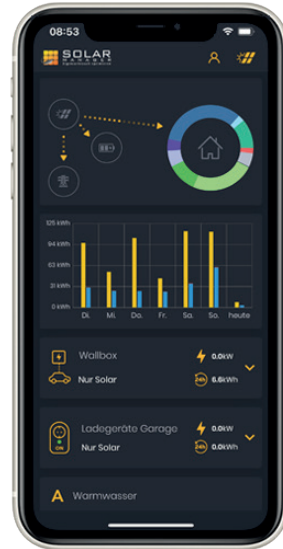 08:53
SOLAR
MANAGER
125 kWh
94 kWh
63 kWh
31 kWh
0 kWh
Di. Mi. Do. Fr. Sa. So. heute
Wallbox 0.0kW
Nur Solar 24h 6.6kWh
Ladegeräte Garage 0.0kW
ON Nur Solar 24h 0.0kWh
A Warmwasser